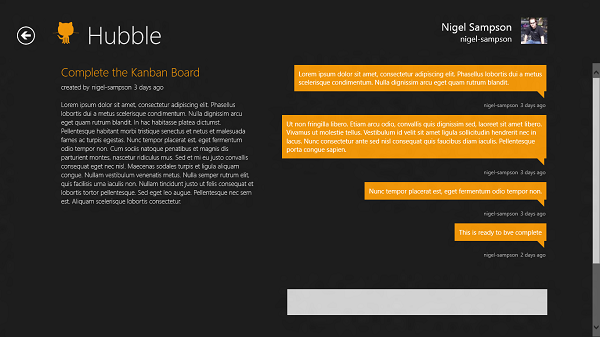 Hubble
Nigel Sampson
nigel-sampson
Complete the Kanban Board
created by nigel-sampson 3 days ago
Lorem ipsum dolor sit amet, consectetur adipiscing elit. Phasellus
lobortis dui a metus scelerisque condimentum. Nulla dignissim arcu
eget quam rutrum in. In hac habitasse platea dictumst.
Pellentesque habitant morbi tristique senectus et netus et malesuada
fames ac turpis egestas. Nunc tempor placerat est, eget fermentum
odio tempor non. Cum sociis natoque penatibus et magnis dis
parturient montes, nascetur ridiculus mus. Sed et mi eu justo convallis
consequat eget nec nisl. Maecenas sodales turpis et ligula aliquam
congue. Nullam vestibulum venenatis metus. Nulla semper rutrum elit,
quis facilisis urna iaculis non. Nullam tincidunt justo ut felis consequat et
lobortis tortor pellentesque. Sed eget leo augue. Pellentesque nec sem
est. Aliquam scelerisque lobortis consectetur.
Lorem ipsum dolor sit amet, consectetur adipiscing elit. Phasellus lobortis dui a metus
scelerisque condimentum. Nulla dignissim arcu eget quam rutrum blandit.
nigel-sampson 3 days ago
Ut non fringilla libero. Etiam arcu odio, convallis quis dignissim sed, laoreet sit amet libero.
Vivamus ut molestie tellus. Vestibulum id velit sit amet ligula sollicitudin hendrerit nec in
lacus. Nunc consectetur ante sed nisl consequat quis faucibus diam iaculis. Pellentesque
porta congue sapien.
nigel-sampson 3 days ago
Nunc tempor placerat est, eget fermentum odio tempor non.
nigel-sampson 3 days ago
This is ready to bve complete
nigel-sampson 2 days ago